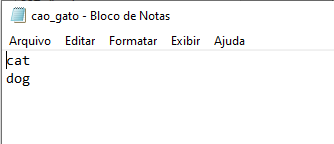 cao_gato - Bloco de Notas
Arquivo Editar Formatar Exibir Ajuda
cat
dog